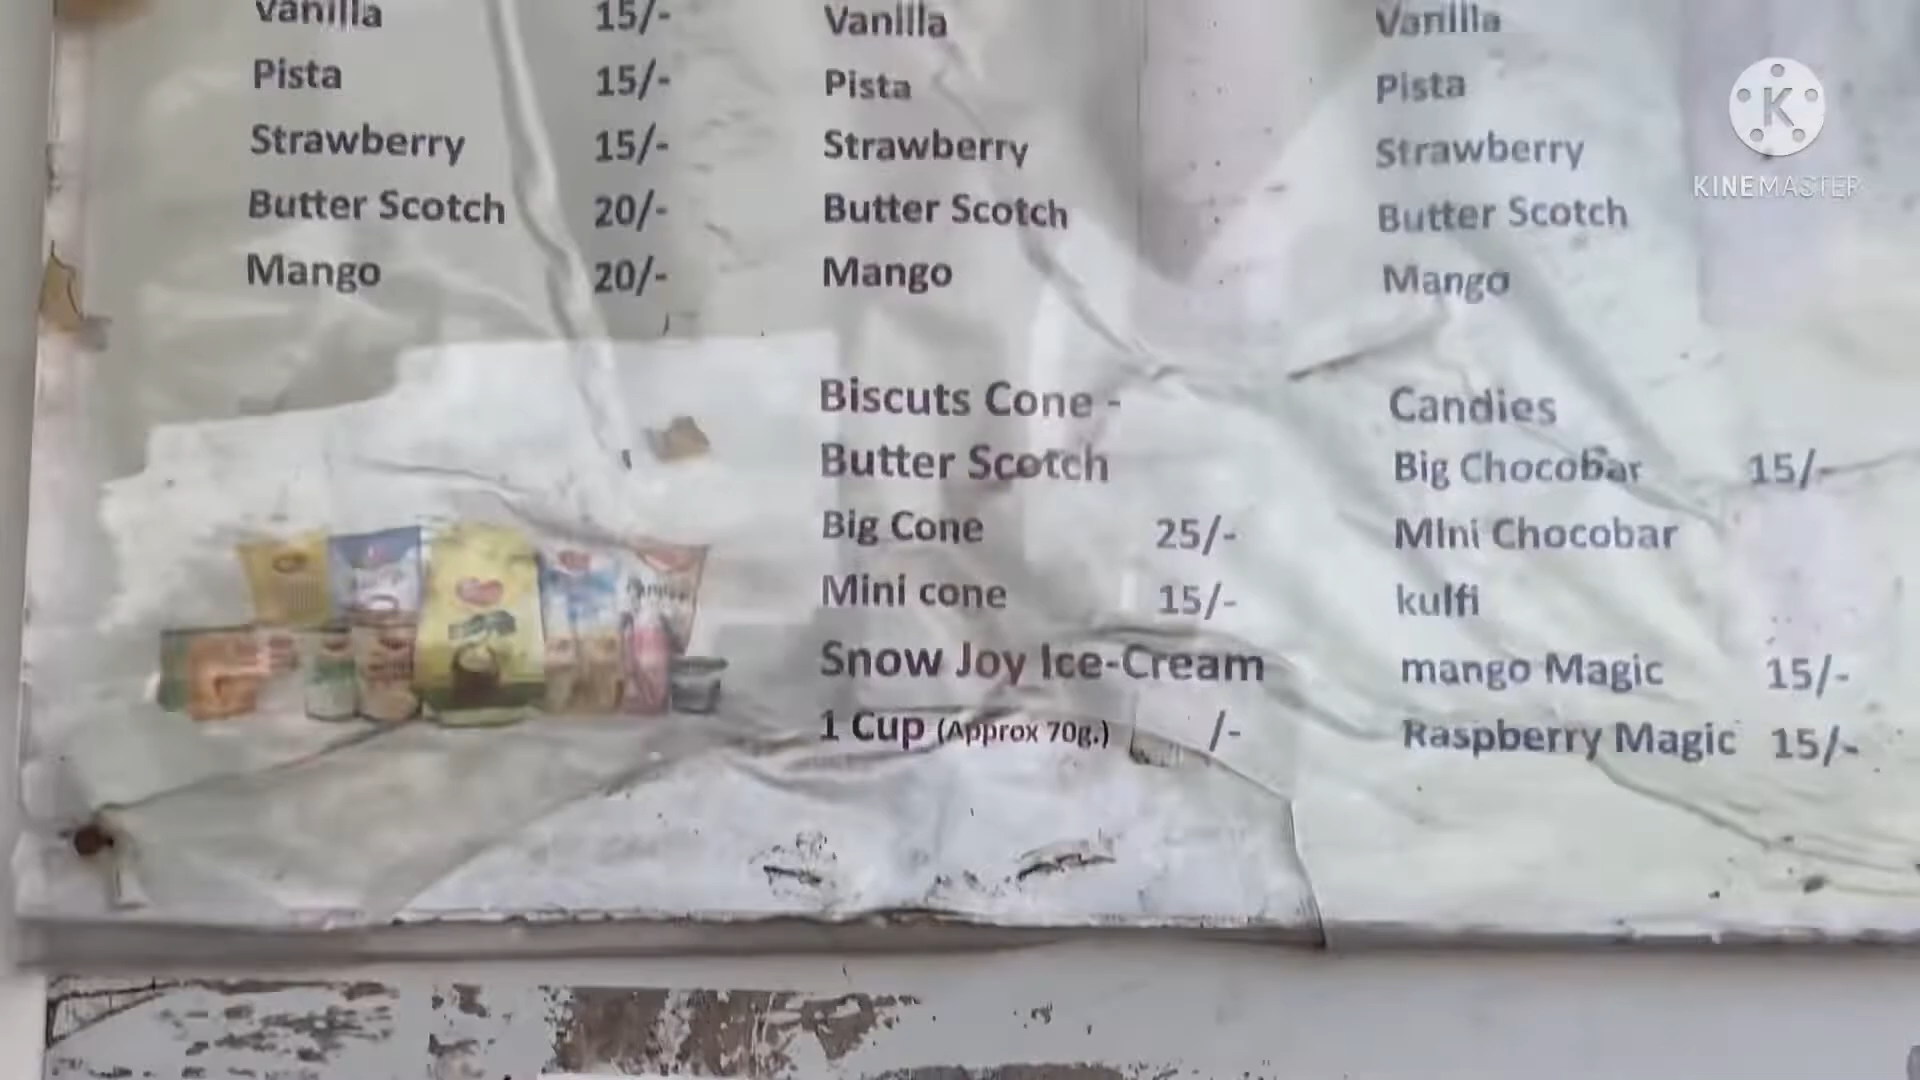 Vanilla 15/-
Pista 15/-
Strawberry 15/-
Butter Scotch 20/-
Mango 20/-
Vanilla
Pista
Strawberry
Butter Scotch
Mango
Biscuts Cone -
Butter Scotch
Big Cone 25/-
Mini cone 15/-
Snow Joy Ice-Cream
1 Cup (Approx 70g.) /-
Vanilla
Pista
Strawberry
Butter Scotch
Mango
Candies
Big Chocobar 15/-
MIni Chocobar
kulfi
mango Magic 15/-
Raspberry Magic 15/-
K
KINEMASTER